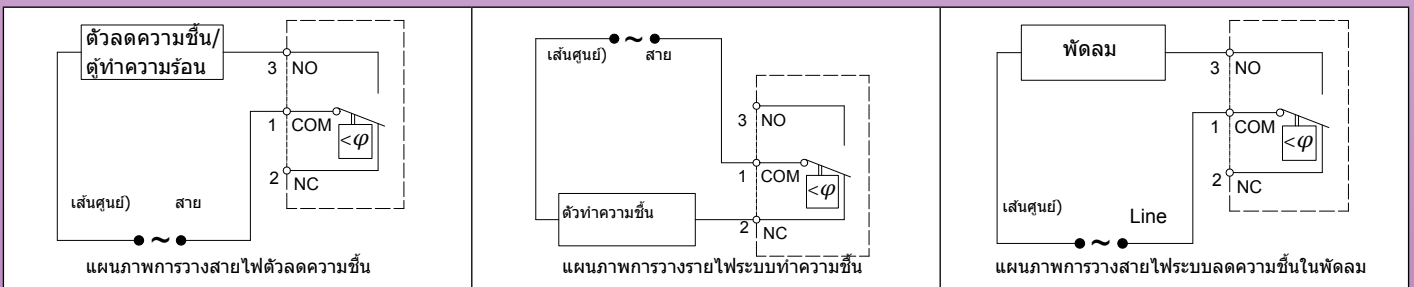 ตัวลดความชื้น/
ตู้ทำความร้อน
3 NO
1 COM
<φ
2 NC
เส้นศูนย์) สาย
~
แผนภาพการวางสายไฟตัวลดความชื้น
~
เส้นศูนย์) สาย
3 NO
1 COM
<φ
ตัวทำความชื้น
2 NC
แผนภาพการวางรายไฟระบบทำความชื้น
พัดลม
3 NO
1 COM
<φ
2 NC
เส้นศูนย์)
Line
~
แผนภาพการวางสายไฟระบบลดความชื้นในพัดลม